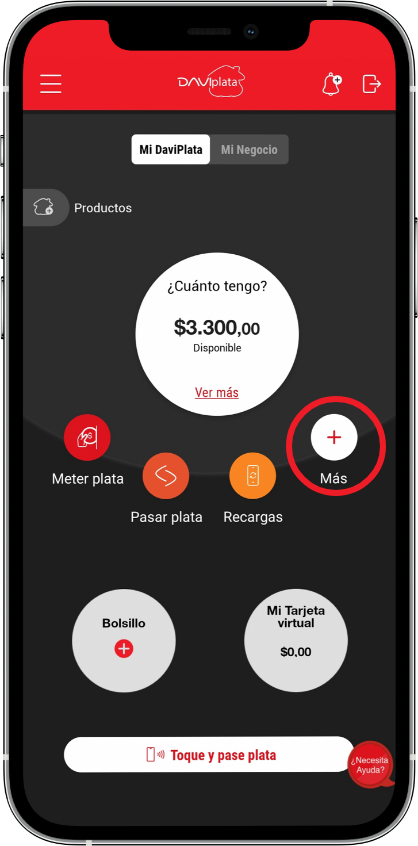 DAVIplata
Mi DaviPlata
Mi Negocio
Productos
¿Cuánto tengo?
$3.300,00
Disponible
Ver más
Meter plata
Más
Pasar plata
Recargas
Bolsillo
Mi Tarjeta
virtual
$0,00
Toque y pase plata
¿Necesita
Ayuda?